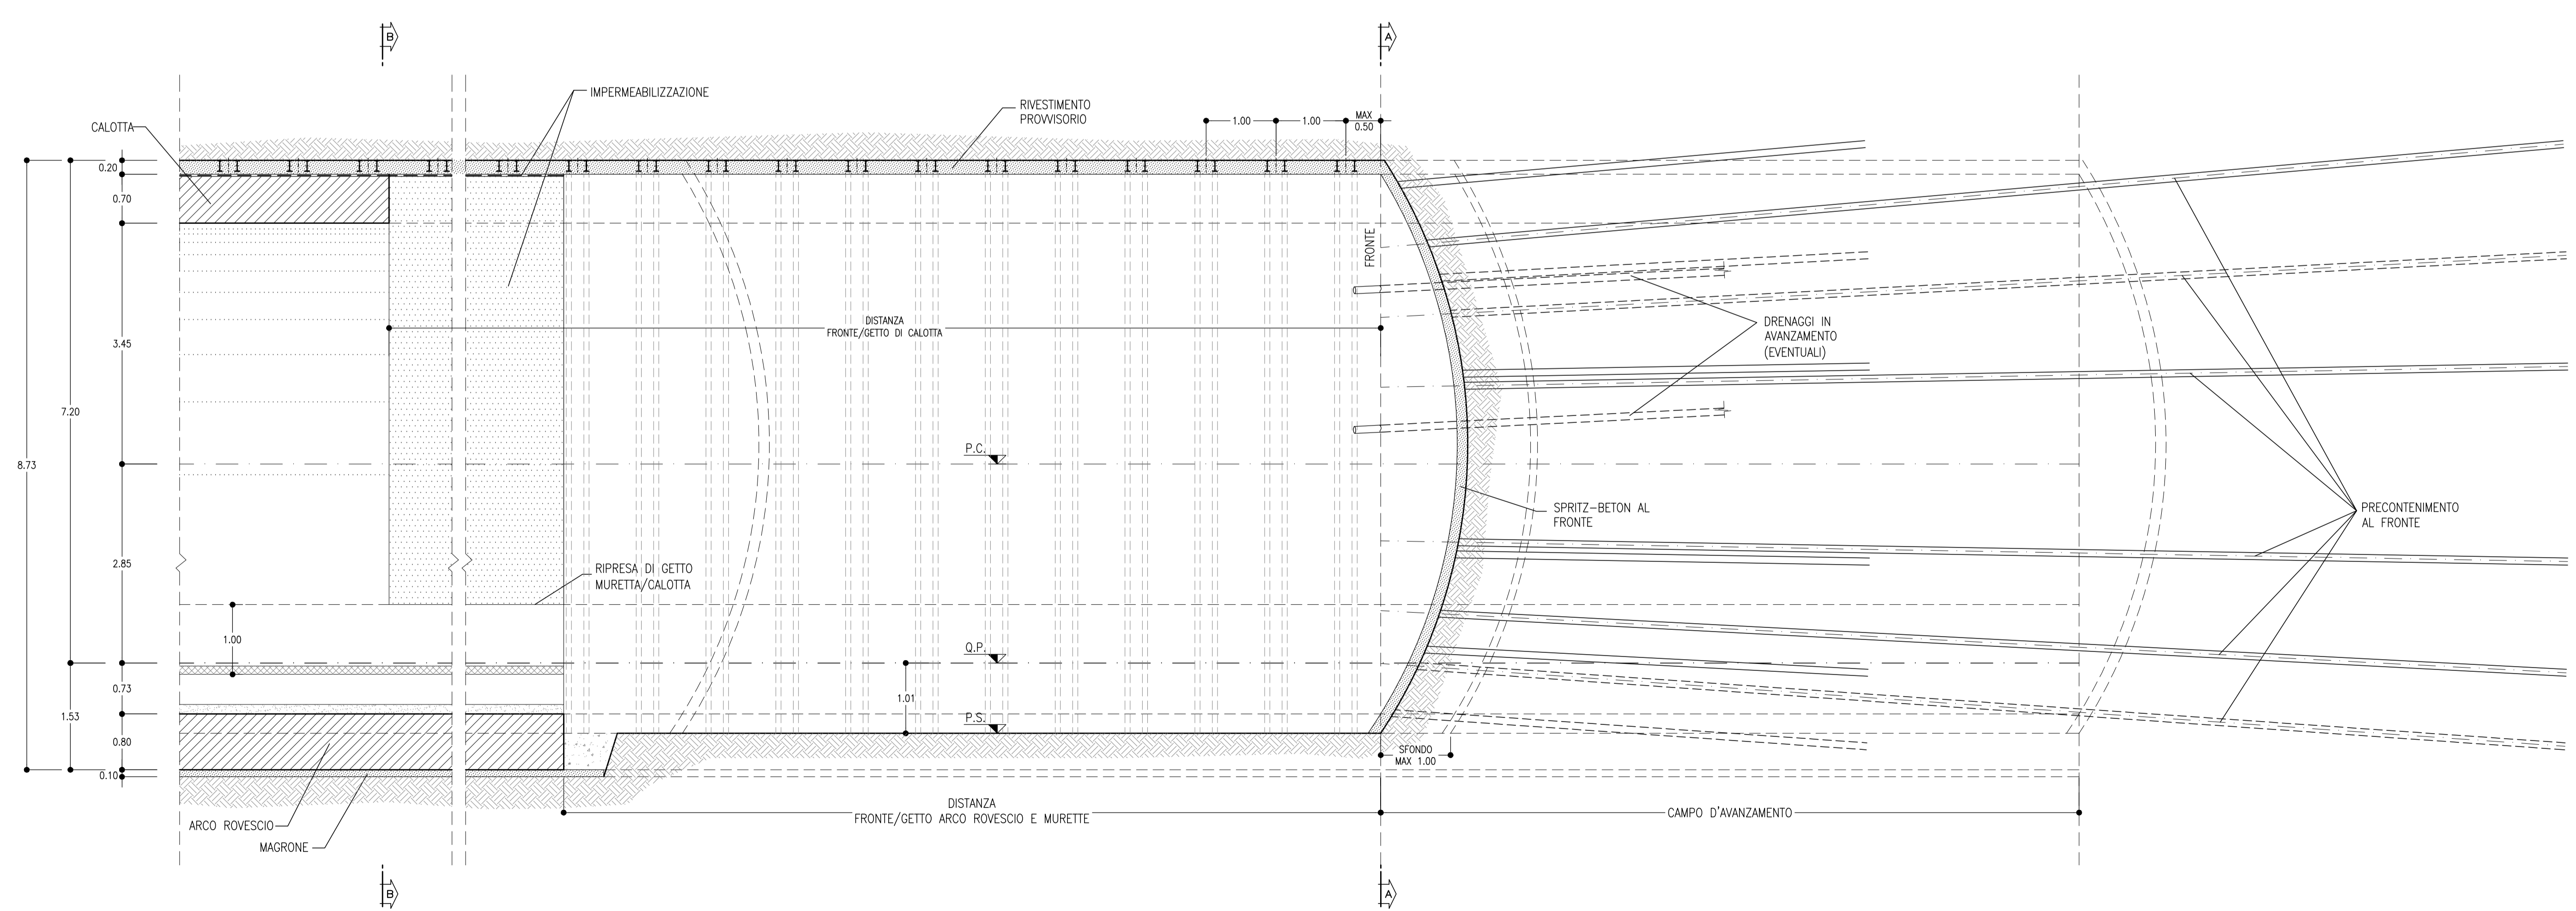 B
A
IMPERMEABILIZZAZIONE
RIVESTIMENTO
PROVVISORIO
MAX
1.00
1.00
0.50
CALOTTA
0.20
0.70
FRONTE
DISTANZA
FRONTE/GETTO DI CALOTTA
DRENAGGI IN
AVANZAMENTO
(EVENTUALI)
3.45
7.20
P.C.
8.73
SPRITZ-BETON AL
FRONTE
PRECONTENIMENTO
AL FRONTE
2.85
RIPRESA DI GETTO
MURETTA/CALOTTA
1.00
Q.P.
0.73
1.01
1.53
P.S.
0.80
SFONDO
MAX 1.00
0.10
DISTANZA
FRONTE/GETTO ARCO ROVESCIO E MURETTE
CAMPO D'AVANZAMENTO
ARCO ROVESCIO
MAGRONE
B
A